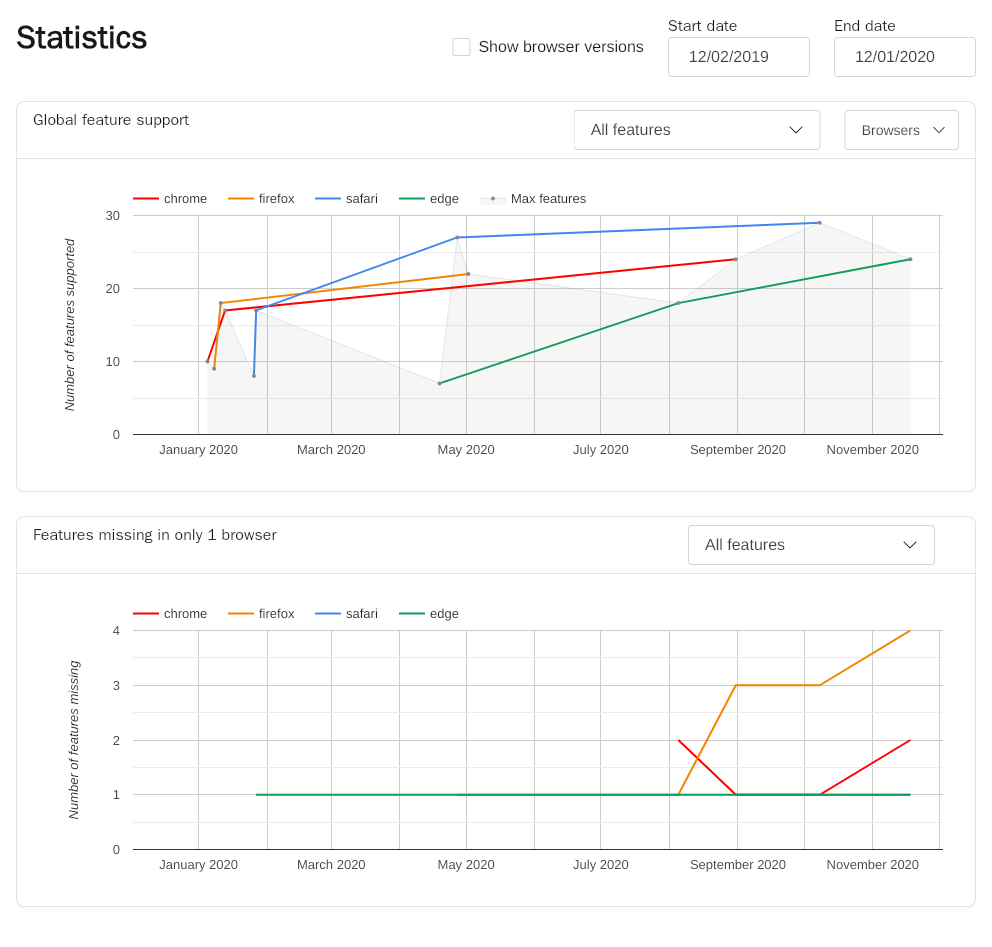 Statistics
Show browser versions
Start date
12/02/2019
End date
12/01/2020
Global feature support
All features
Browsers
chrome firefox safari edge Max features
Number of features supported
30
20
10
0
January 2020 March 2020 May 2020 July 2020 September 2020 November 2020
Features missing in only 1 browser
All features
chrome firefox safari edge
Number of features missing
4
3
2
1
0
January 2020 March 2020 May 2020 July 2020 September 2020 November 2020